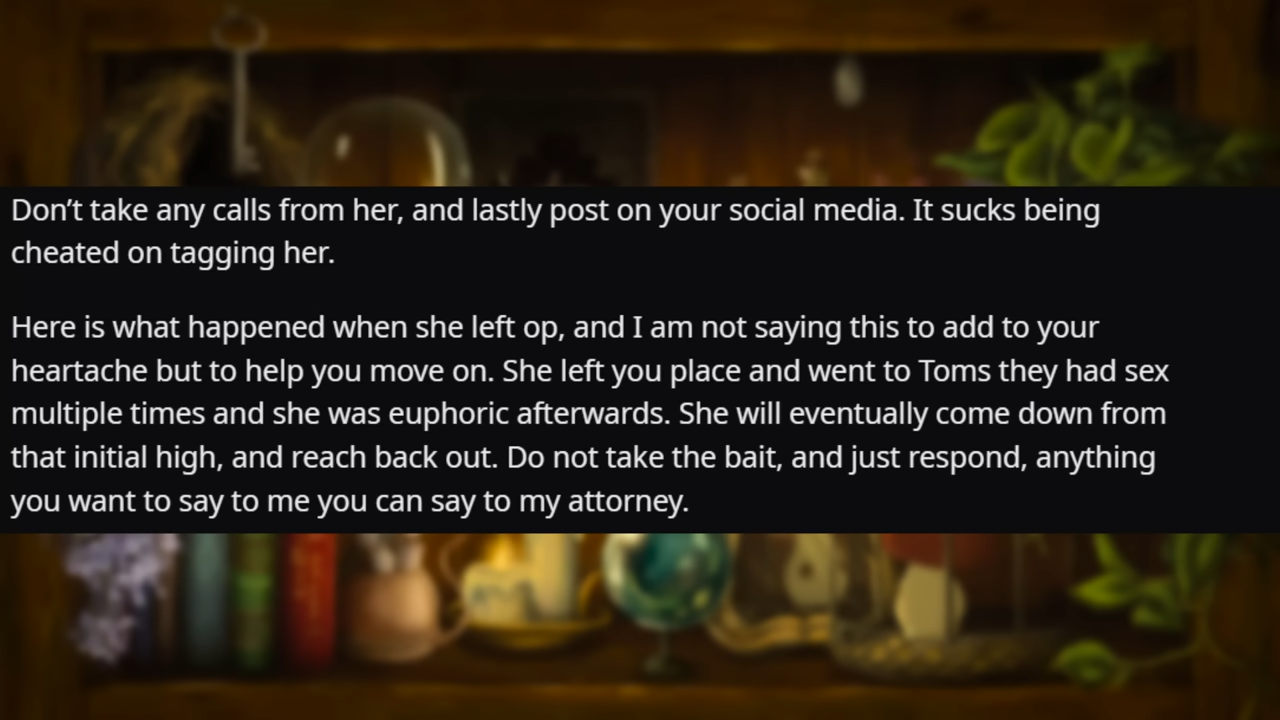 Don’t take any calls from her, and lastly post on your social media. It sucks being
cheated on tagging her.
Here is what happened when she left op, and I am not saying this to add to your
heartache but to help you move on. She left you place and went to Toms they had sex
multiple times and she was euphoric afterwards. She will eventually come down from
that initial high, and reach back out. Do not take the bait, and just respond, anything
you want to say to me you can say to my attorney.